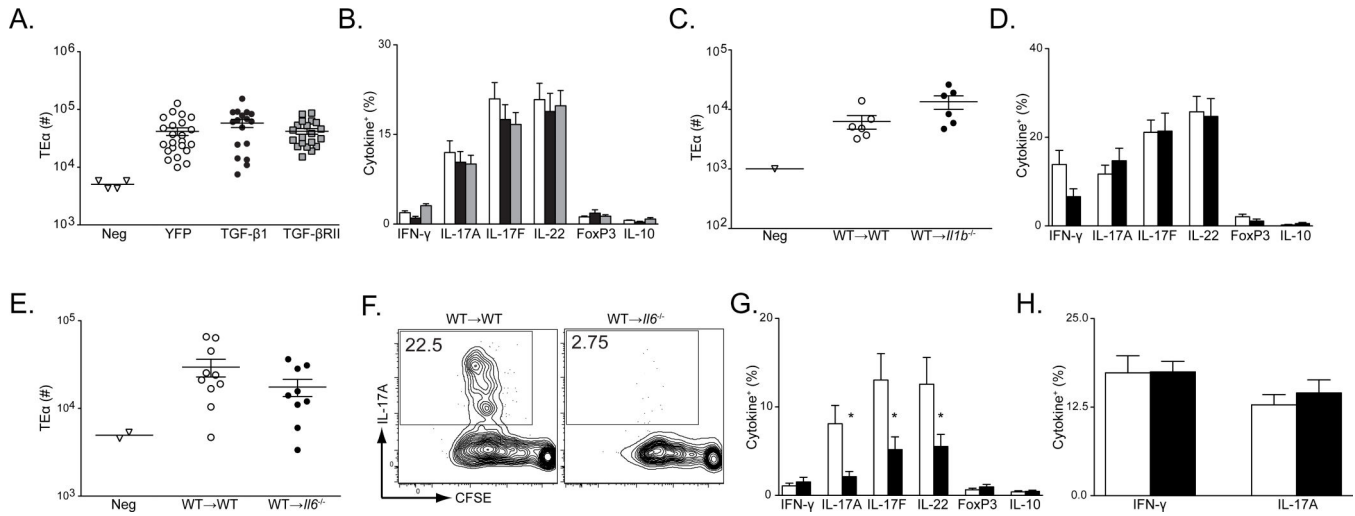 A.
TEα (#)
10⁶
10⁵
10⁴
10³
Neg YFP TGF-β1 TGF-βRII
B.
Cytokine⁺ (%)
30
15
0
IFN-γ IL-17A IL-17F IL-22 FoxP3 IL-10
C.
TEα (#)
10⁵
10⁴
10³
10²
Neg WT→WT WT→Il1b⁻/⁻
D.
Cytokine⁺ (%)
40
20
0
IFN-γ IL-17A IL-17F IL-22 FoxP3 IL-10
E.
TEα (#)
10⁵
10⁴
10³
Neg WT→WT WT→Il6⁻/⁻
F.
WT→WT WT→Il6⁻/⁻
22.5 2.75
IL-17A
0
0
CFSE
G.
Cytokine⁺ (%)
20
10
0
* * *
IFN-γ IL-17A IL-17F IL-22 FoxP3 IL-10
H.
Cytokine⁺ (%)
25.0
12.5
0.0
IFN-γ IL-17A